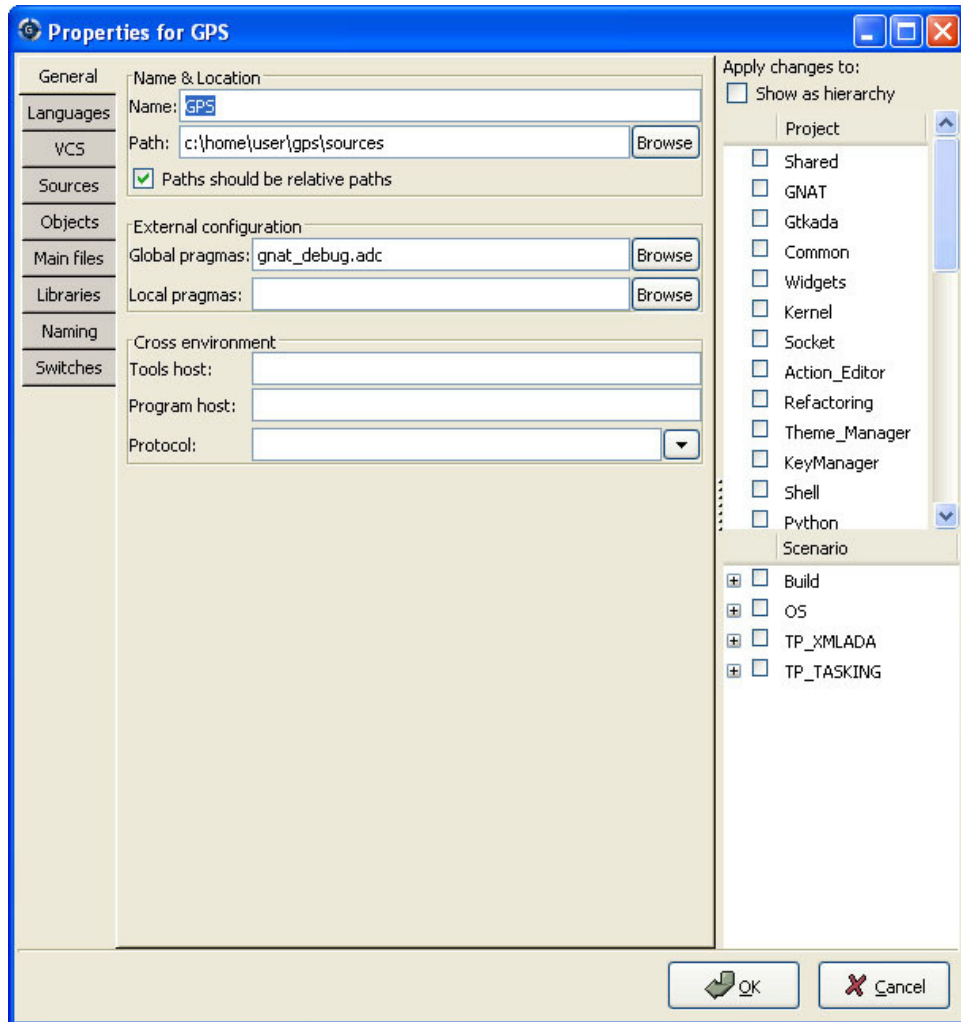 Properties for GPS
General
Languages
VCS
Sources
Objects
Main files
Libraries
Naming
Switches
Name & Location
Name: GPS
Path: c:\home\user\gps\sources Browse
Paths should be relative paths
External configuration
Global pragmas: gnat_debug.adc Browse
Local pragmas: Browse
Cross environment
Tools host:
Program host:
Protocol:
Apply changes to:
Show as hierarchy
Project
Shared
GNAT
Gtkada
Common
Widgets
Kernel
Socket
Action_Editor
Refactoring
Theme_Manager
KeyManager
Shell
Python
Scenario
Build
OS
TP_XMLADA
TP_TASKING
OK Cancel